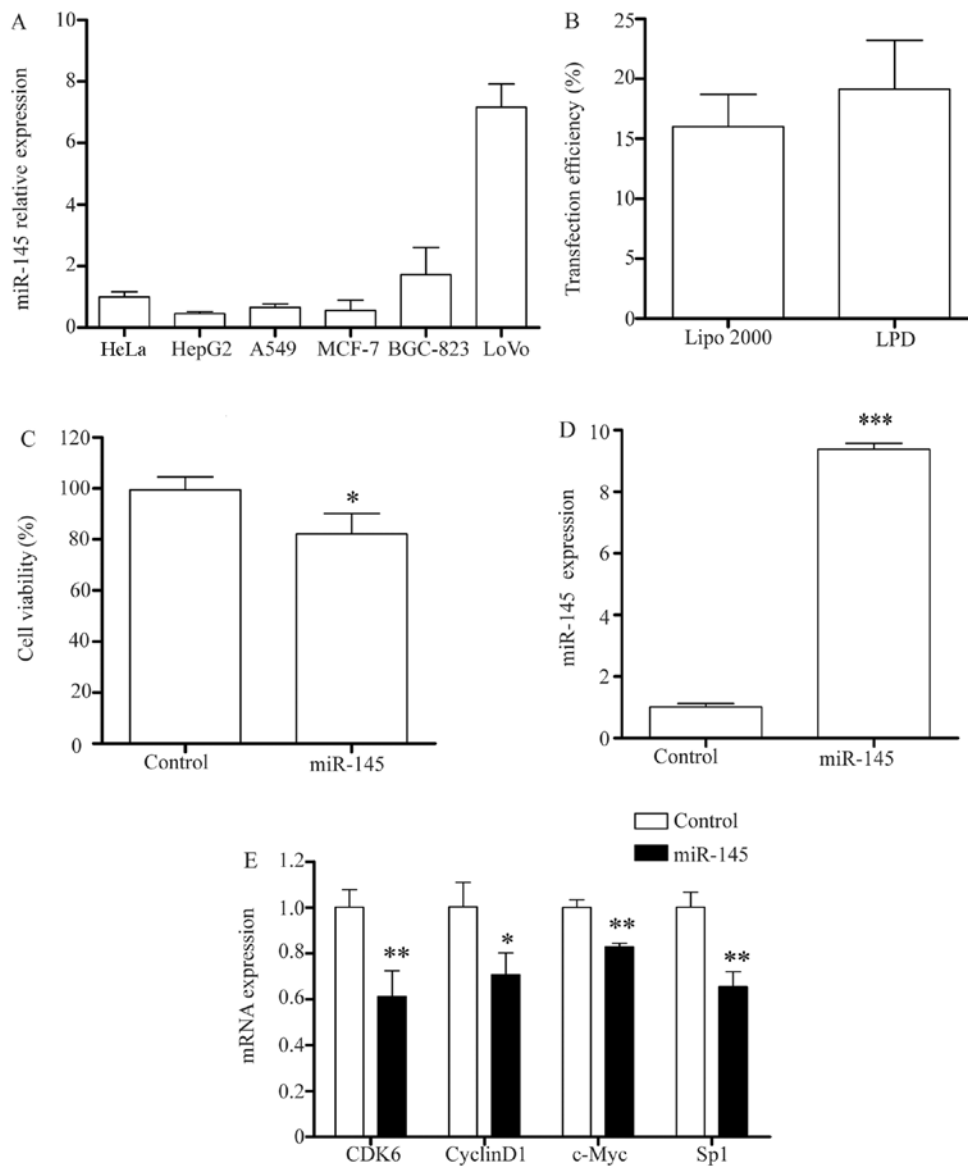 A
miR-145 relative expression
10
8
6
4
2
0
HeLa HepG2 A549 MCF-7 BGC-823 LoVo
B
Transfection efficiency (%)
25
20
15
10
5
0
Lipo 2000 LPD
C
Cell viability (%)
120
100
80
60
40
20
0
*
Control miR-145
D
miR-145 expression
10
8
6
4
2
0
***
Control miR-145
E
Control
miR-145
mRNA expression
1.2
1.0
0.8
0.6
0.4
0.2
0
** * ** **
CDK6 CyclinD1 c-Myc Sp1